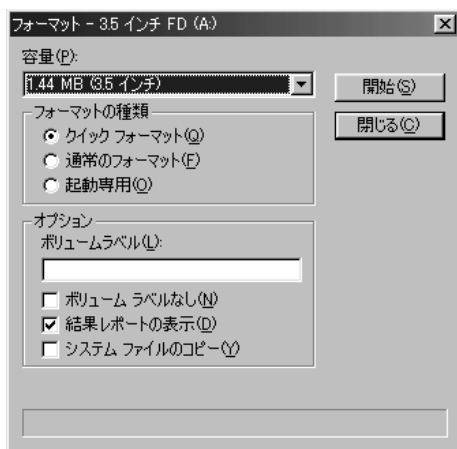 フォーマット - 3.5 インチ FD (A:)
容量(P):
1.44 MB (3.5 インチ)
開始(S)
閉じる(C)
フォーマットの種類
クイック フォーマット(Q)
通常のフォーマット(F)
起動専用(O)
オプション
ボリュームラベル(L):
ボリューム ラベルなし(N)
結果レポートの表示(D)
システム ファイルのコピー(Y)